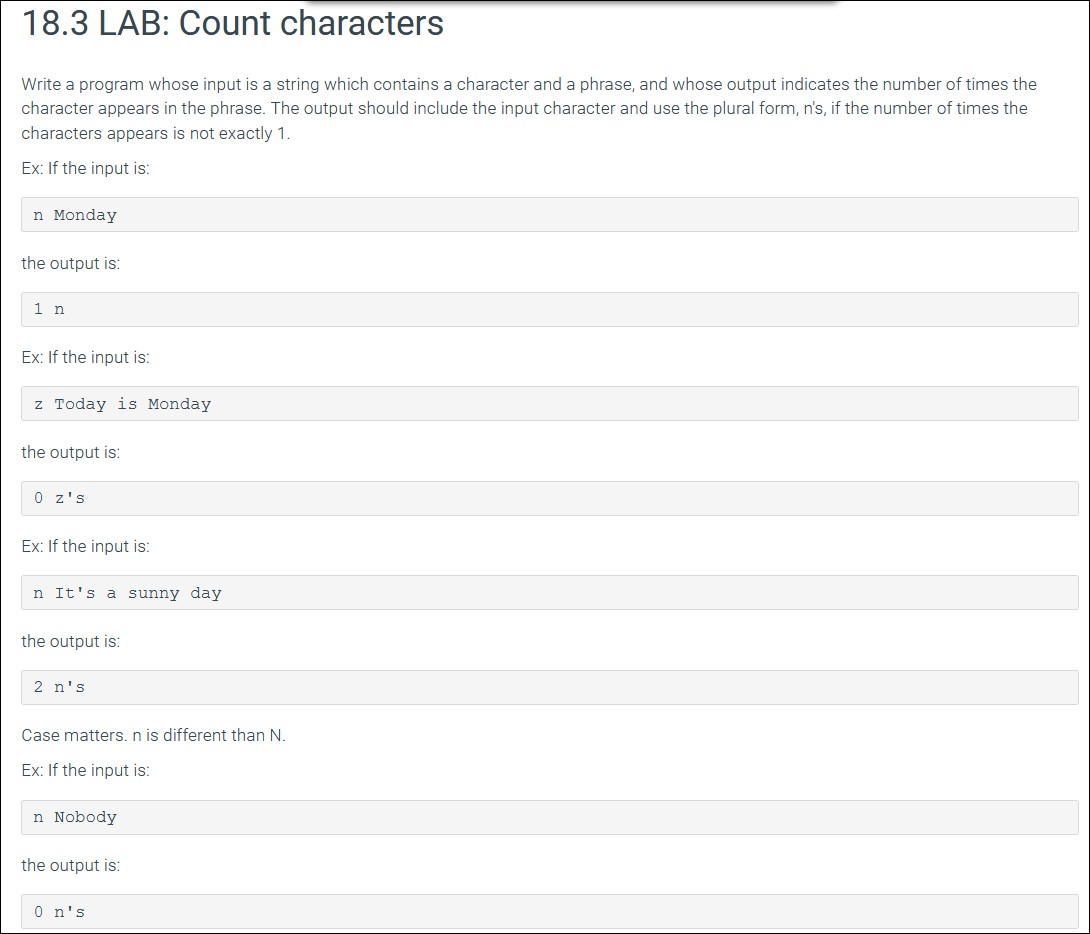 18.3 LAB: Count characters
Write a program whose input is a string which contains a character and a phrase, and whose output indicates the number of times the
character appears in the phrase. The output should include the input character and use the plural form, n's, if the number of times the
characters appears is not exactly 1.
Ex: If the input is:
n Monday
the output is:
1 n
Ex: If the input is:
z Today is Monday
the output is:
0 z's
Ex: If the input is:
n It's a sunny day
the output is:
2 n's
Case matters. n is different than N.
Ex: If the input is:
n Nobody
the output is:
0 n's